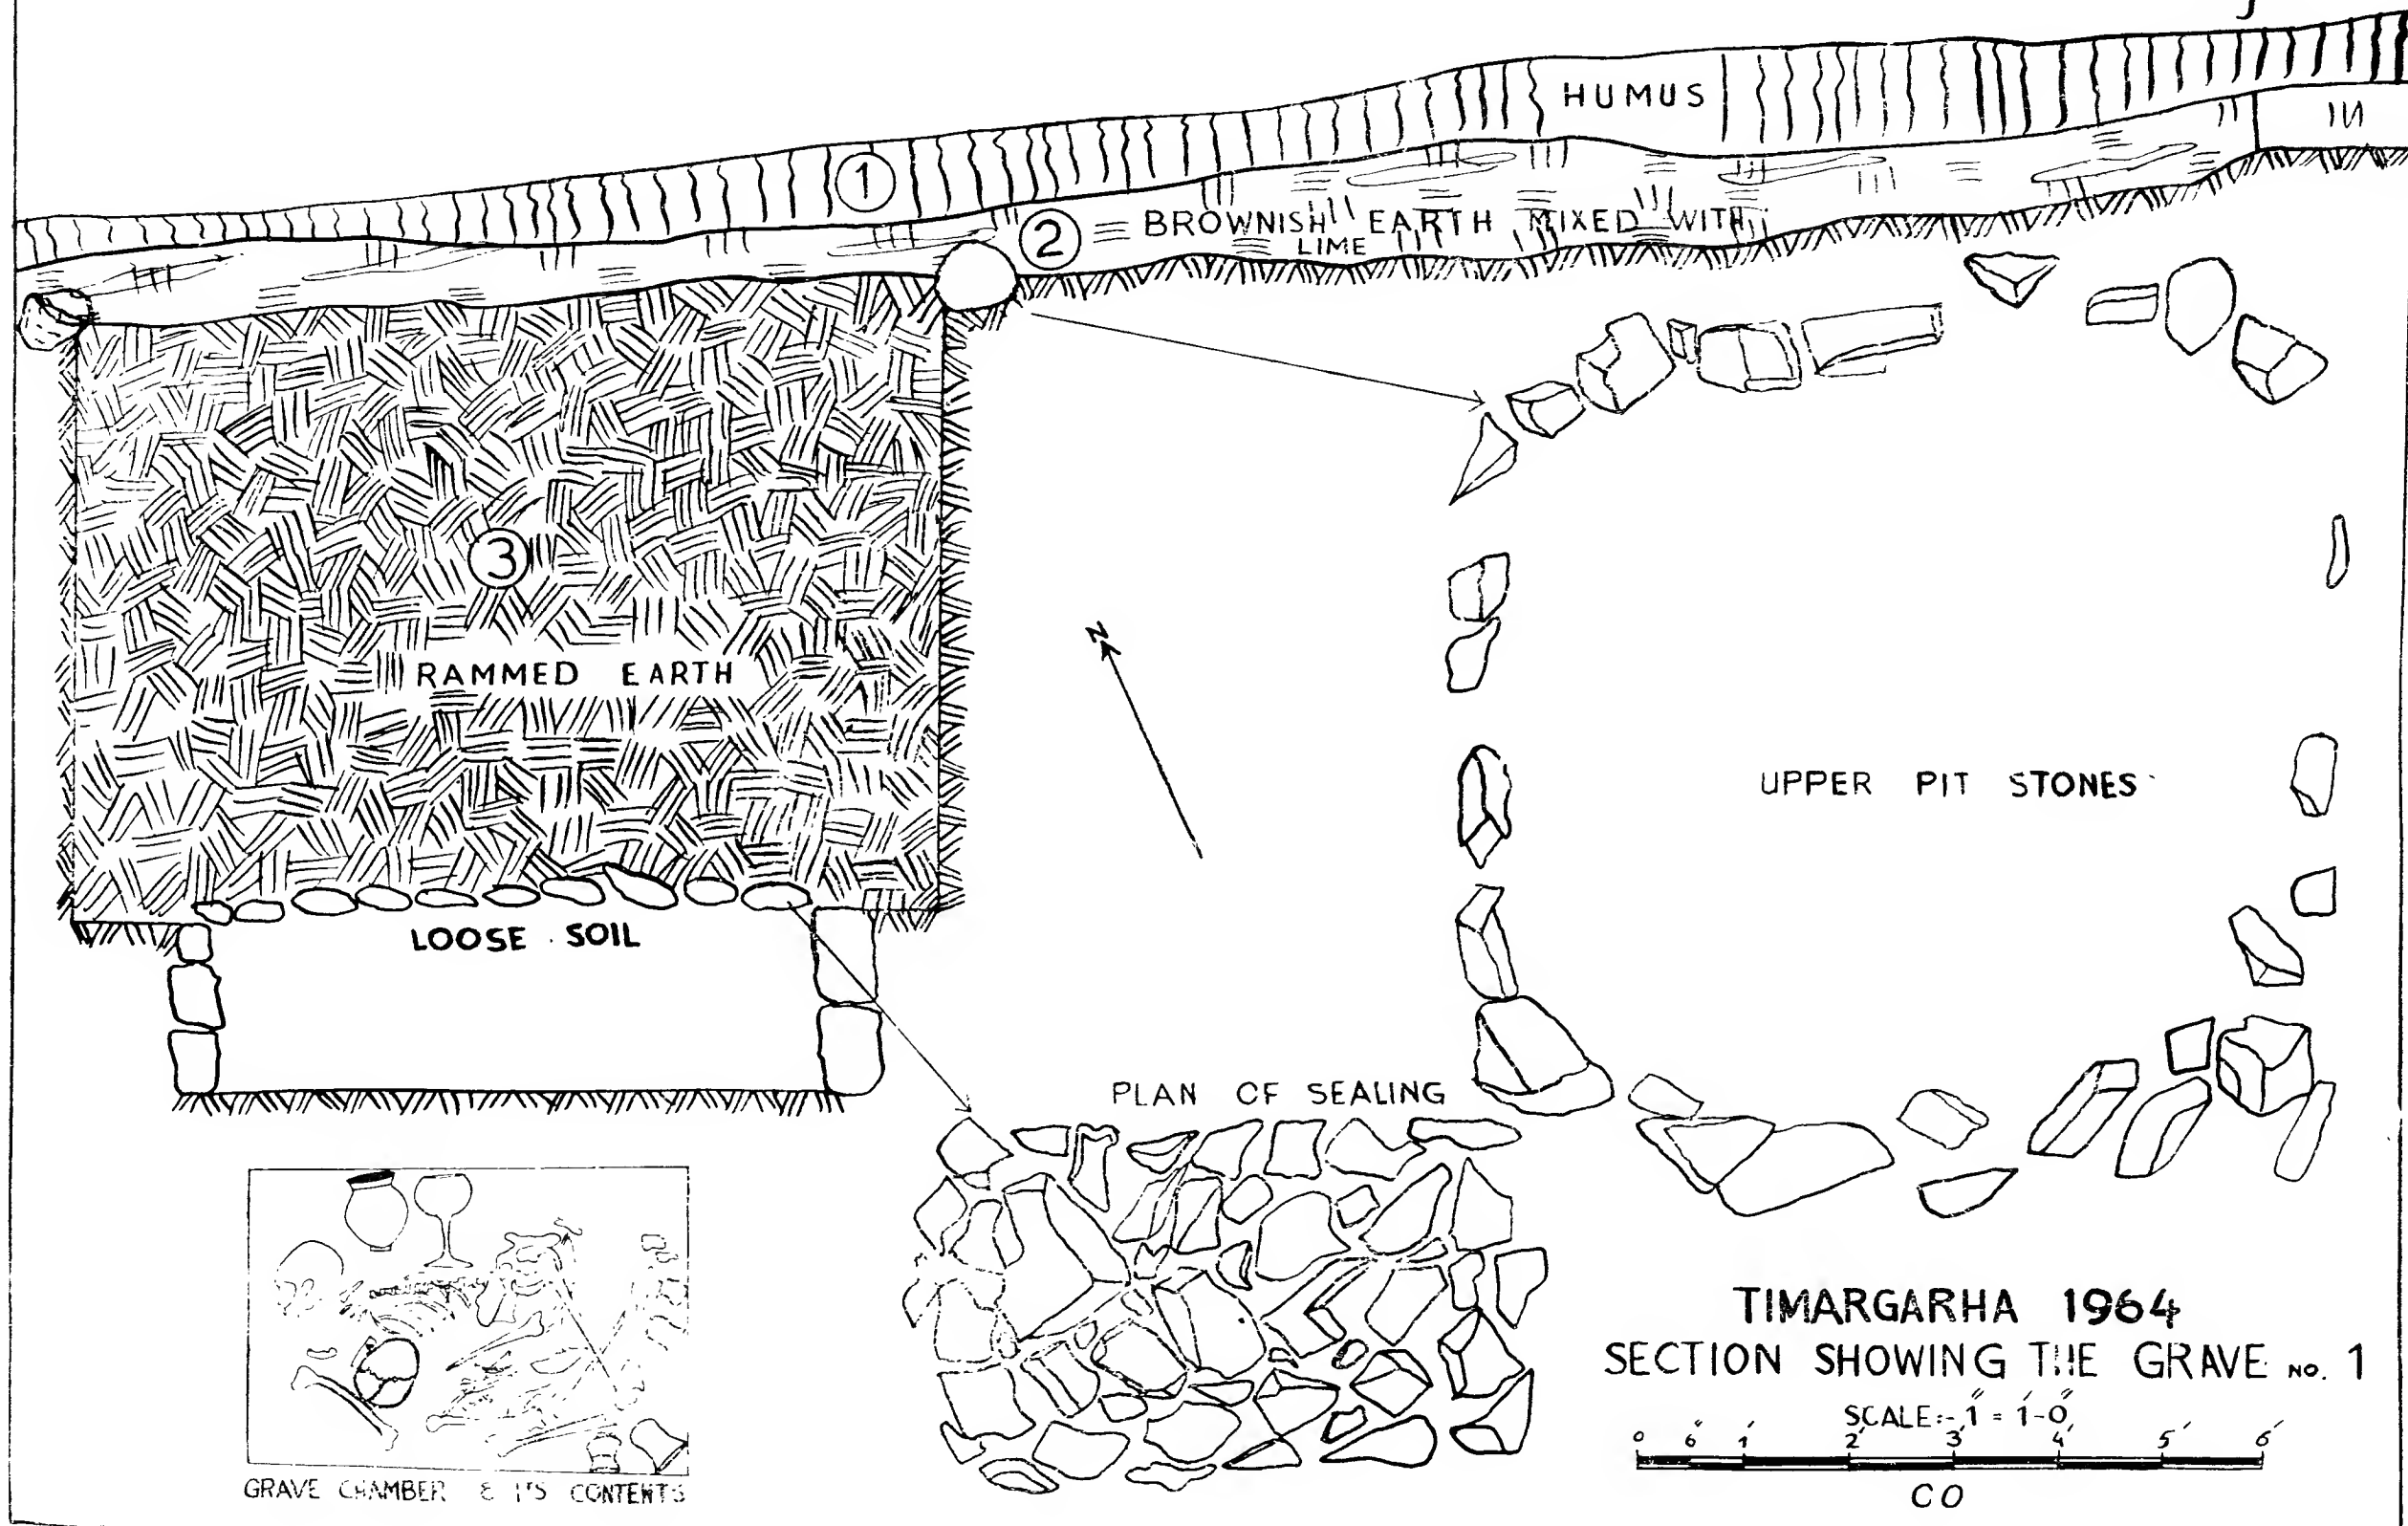 HUMUS
1
2 BROWNISH EARTH MIXED WITH
LIME
3
N
RAMMED EARTH
UPPER PIT STONES
LOOSE SOIL
PLAN OF SEALING
GRAVE CHAMBER & ITS CONTENTS
TIMARGARHA 1964
SECTION SHOWING THE GRAVE NO. 1
SCALE:- 1" = 1'-0"
0 6" 1' 2' 3' 4' 5' 6'
CO